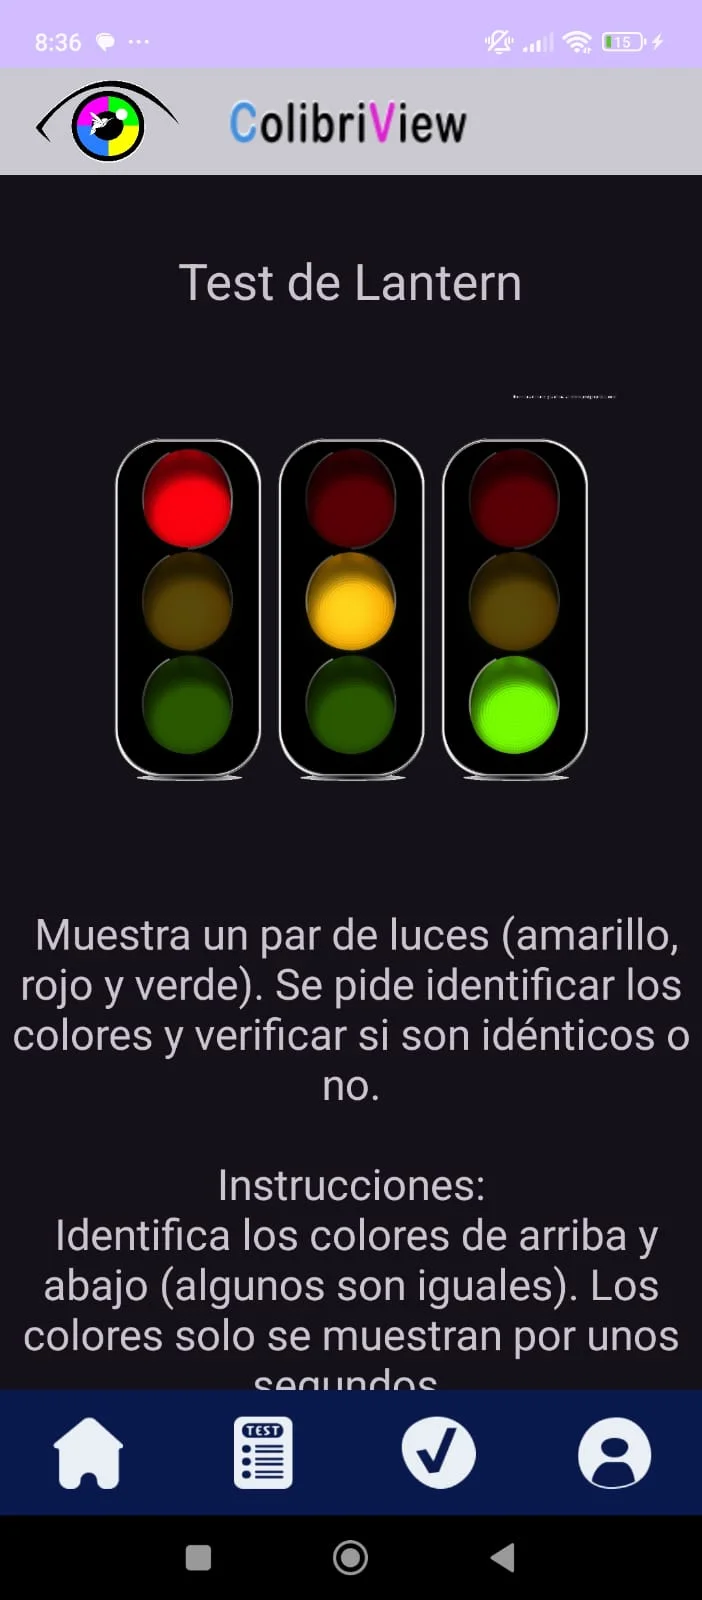 8:36
15
ColibriView
Test de Lantern
Muestra un par de luces (amarillo,
rojo y verde). Se pide identificar los
colores y verificar si son idénticos o
no.
Instrucciones:
Identifica los colores de arriba y
abajo (algunos son iguales). Los
colores solo se muestran por unos
segundos.
TEST